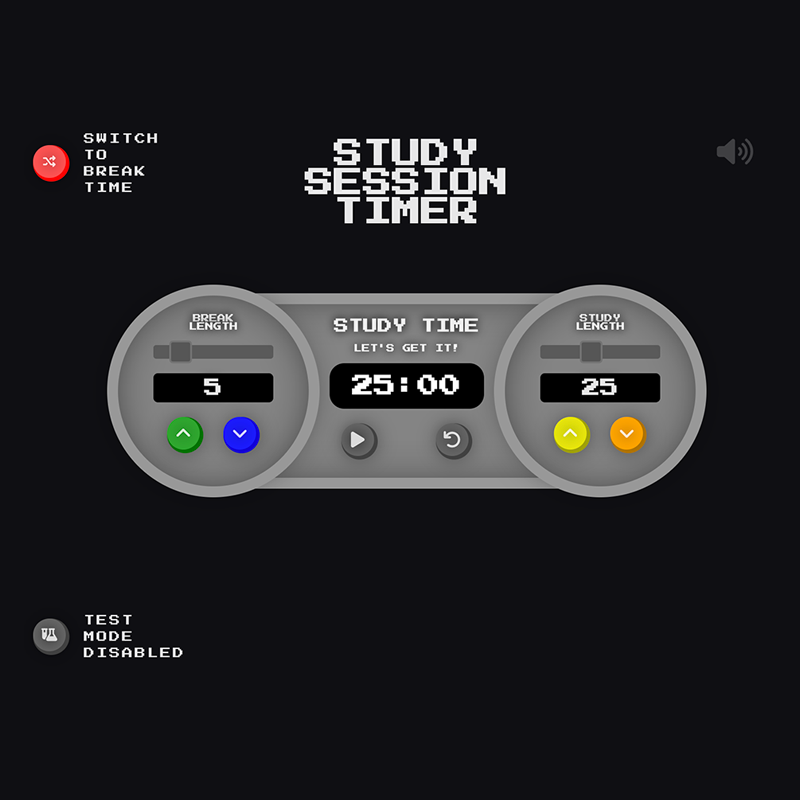 SWITCH
TO
BREAK
TIME
STUDY
SESSION
TIMER
BREAK
LENGTH
5
STUDY TIME
LET'S GET IT!
25:00
STUDY
LENGTH
25
TEST
MODE
DISABLED